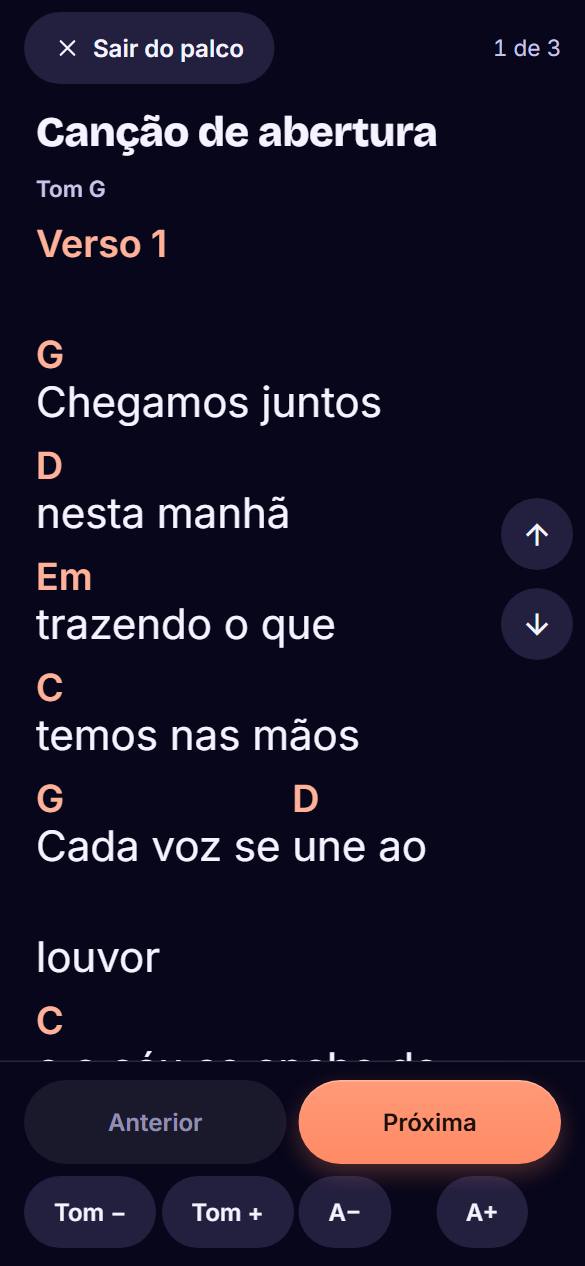 Sair do palco
1 de 3
Canção de abertura
Tom G
Verso 1
G
Chegamos juntos
D
nesta manhã
Em
trazendo o que
C
temos nas mãos
G D
Cada voz se une ao
louvor
C
Anterior
Próxima
Tom − Tom + A− A+